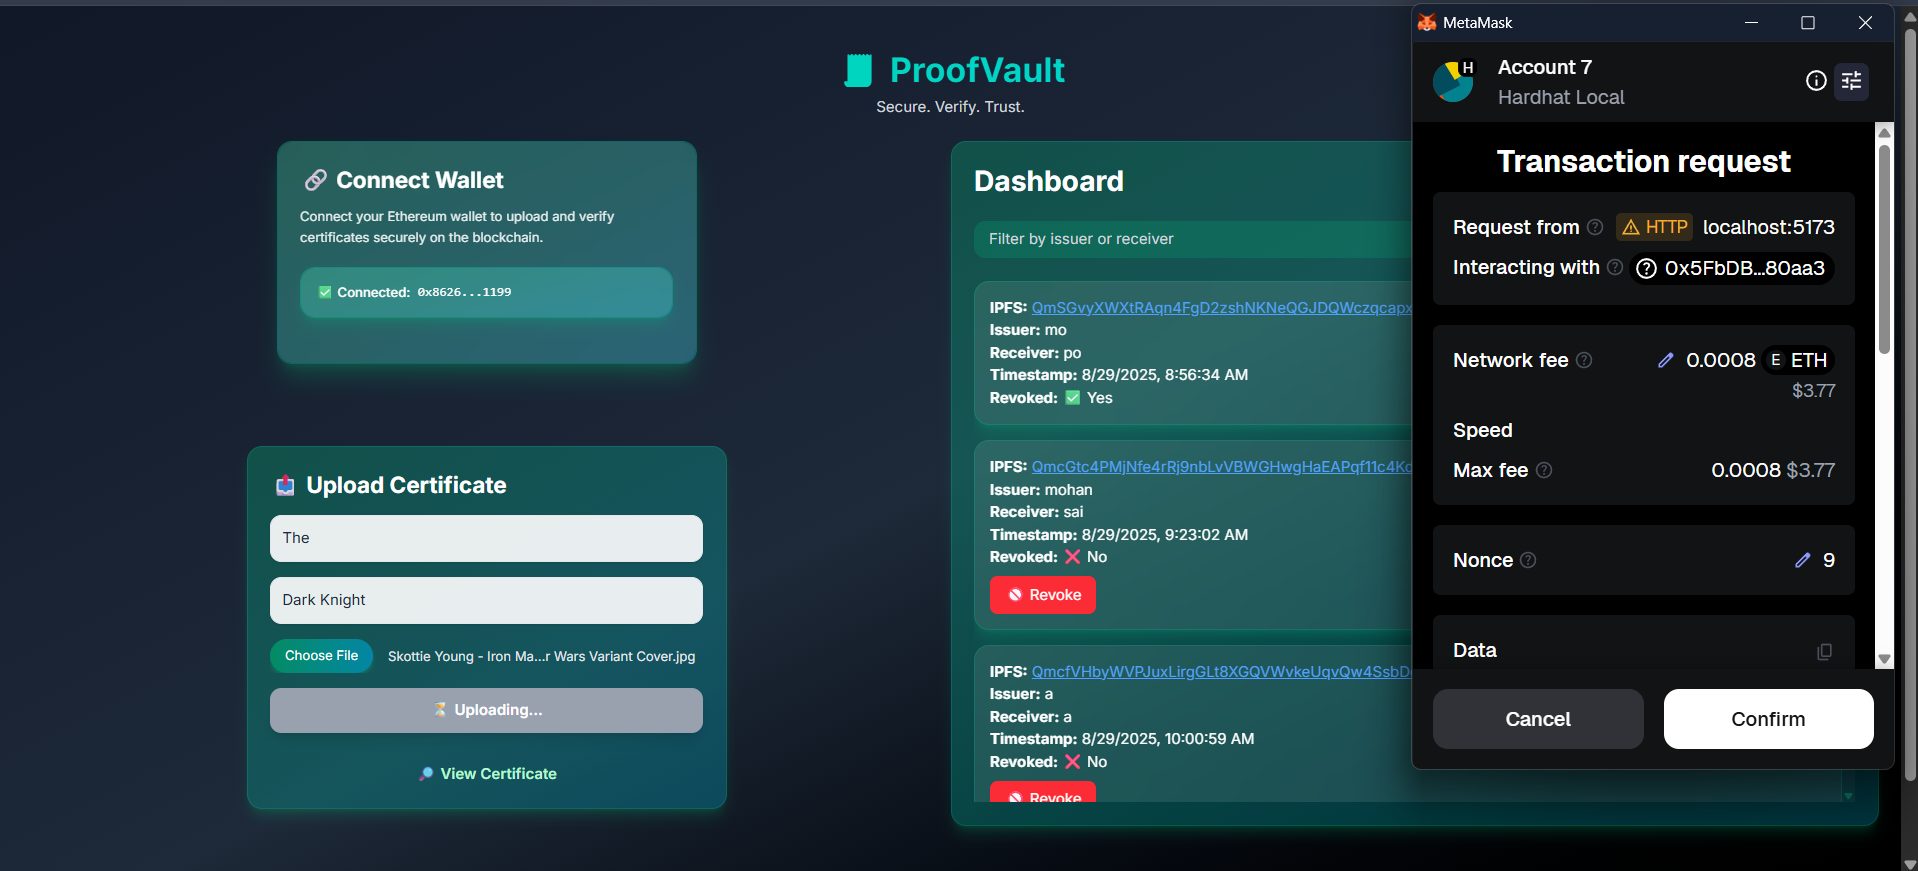 ProofVault
Secure. Verify. Trust.
Connect Wallet
Connect your Ethereum wallet to upload and verify
certificates securely on the blockchain.
Connected: 0x8626...1199
Upload Certificate
The
Dark Knight
Choose File Skottie Young - Iron Ma...r Wars Variant Cover.jpg
Uploading...
View Certificate
Dashboard
Filter by issuer or receiver
IPFS: QmSGvyXWXtRAqn4FgD2zshNKNeQGJDQWczqcapx
Issuer: mo
Receiver: po
Timestamp: 8/29/2025, 8:56:34 AM
Revoked: Yes
IPFS: QmcGtc4PMjNfe4rRj9nbLvVBWGHwgHaEAPqf11c4Kc
Issuer: mohan
Receiver: sai
Timestamp: 8/29/2025, 9:23:02 AM
Revoked: No
Revoke
IPFS: QmcfVHbyWVPJuxLirgGLt8XGQVWvkeUqvQw4SsbD
Issuer: a
Receiver: a
Timestamp: 8/29/2025, 10:00:59 AM
Revoked: No
Revoke
MetaMask
H
Account 7
Hardhat Local
Transaction request
Request from HTTP localhost:5173
Interacting with 0x5FbDB...80aa3
Network fee 0.0008 E ETH
$3.77
Speed
Max fee 0.0008 $3.77
Nonce 9
Data
Cancel
Confirm